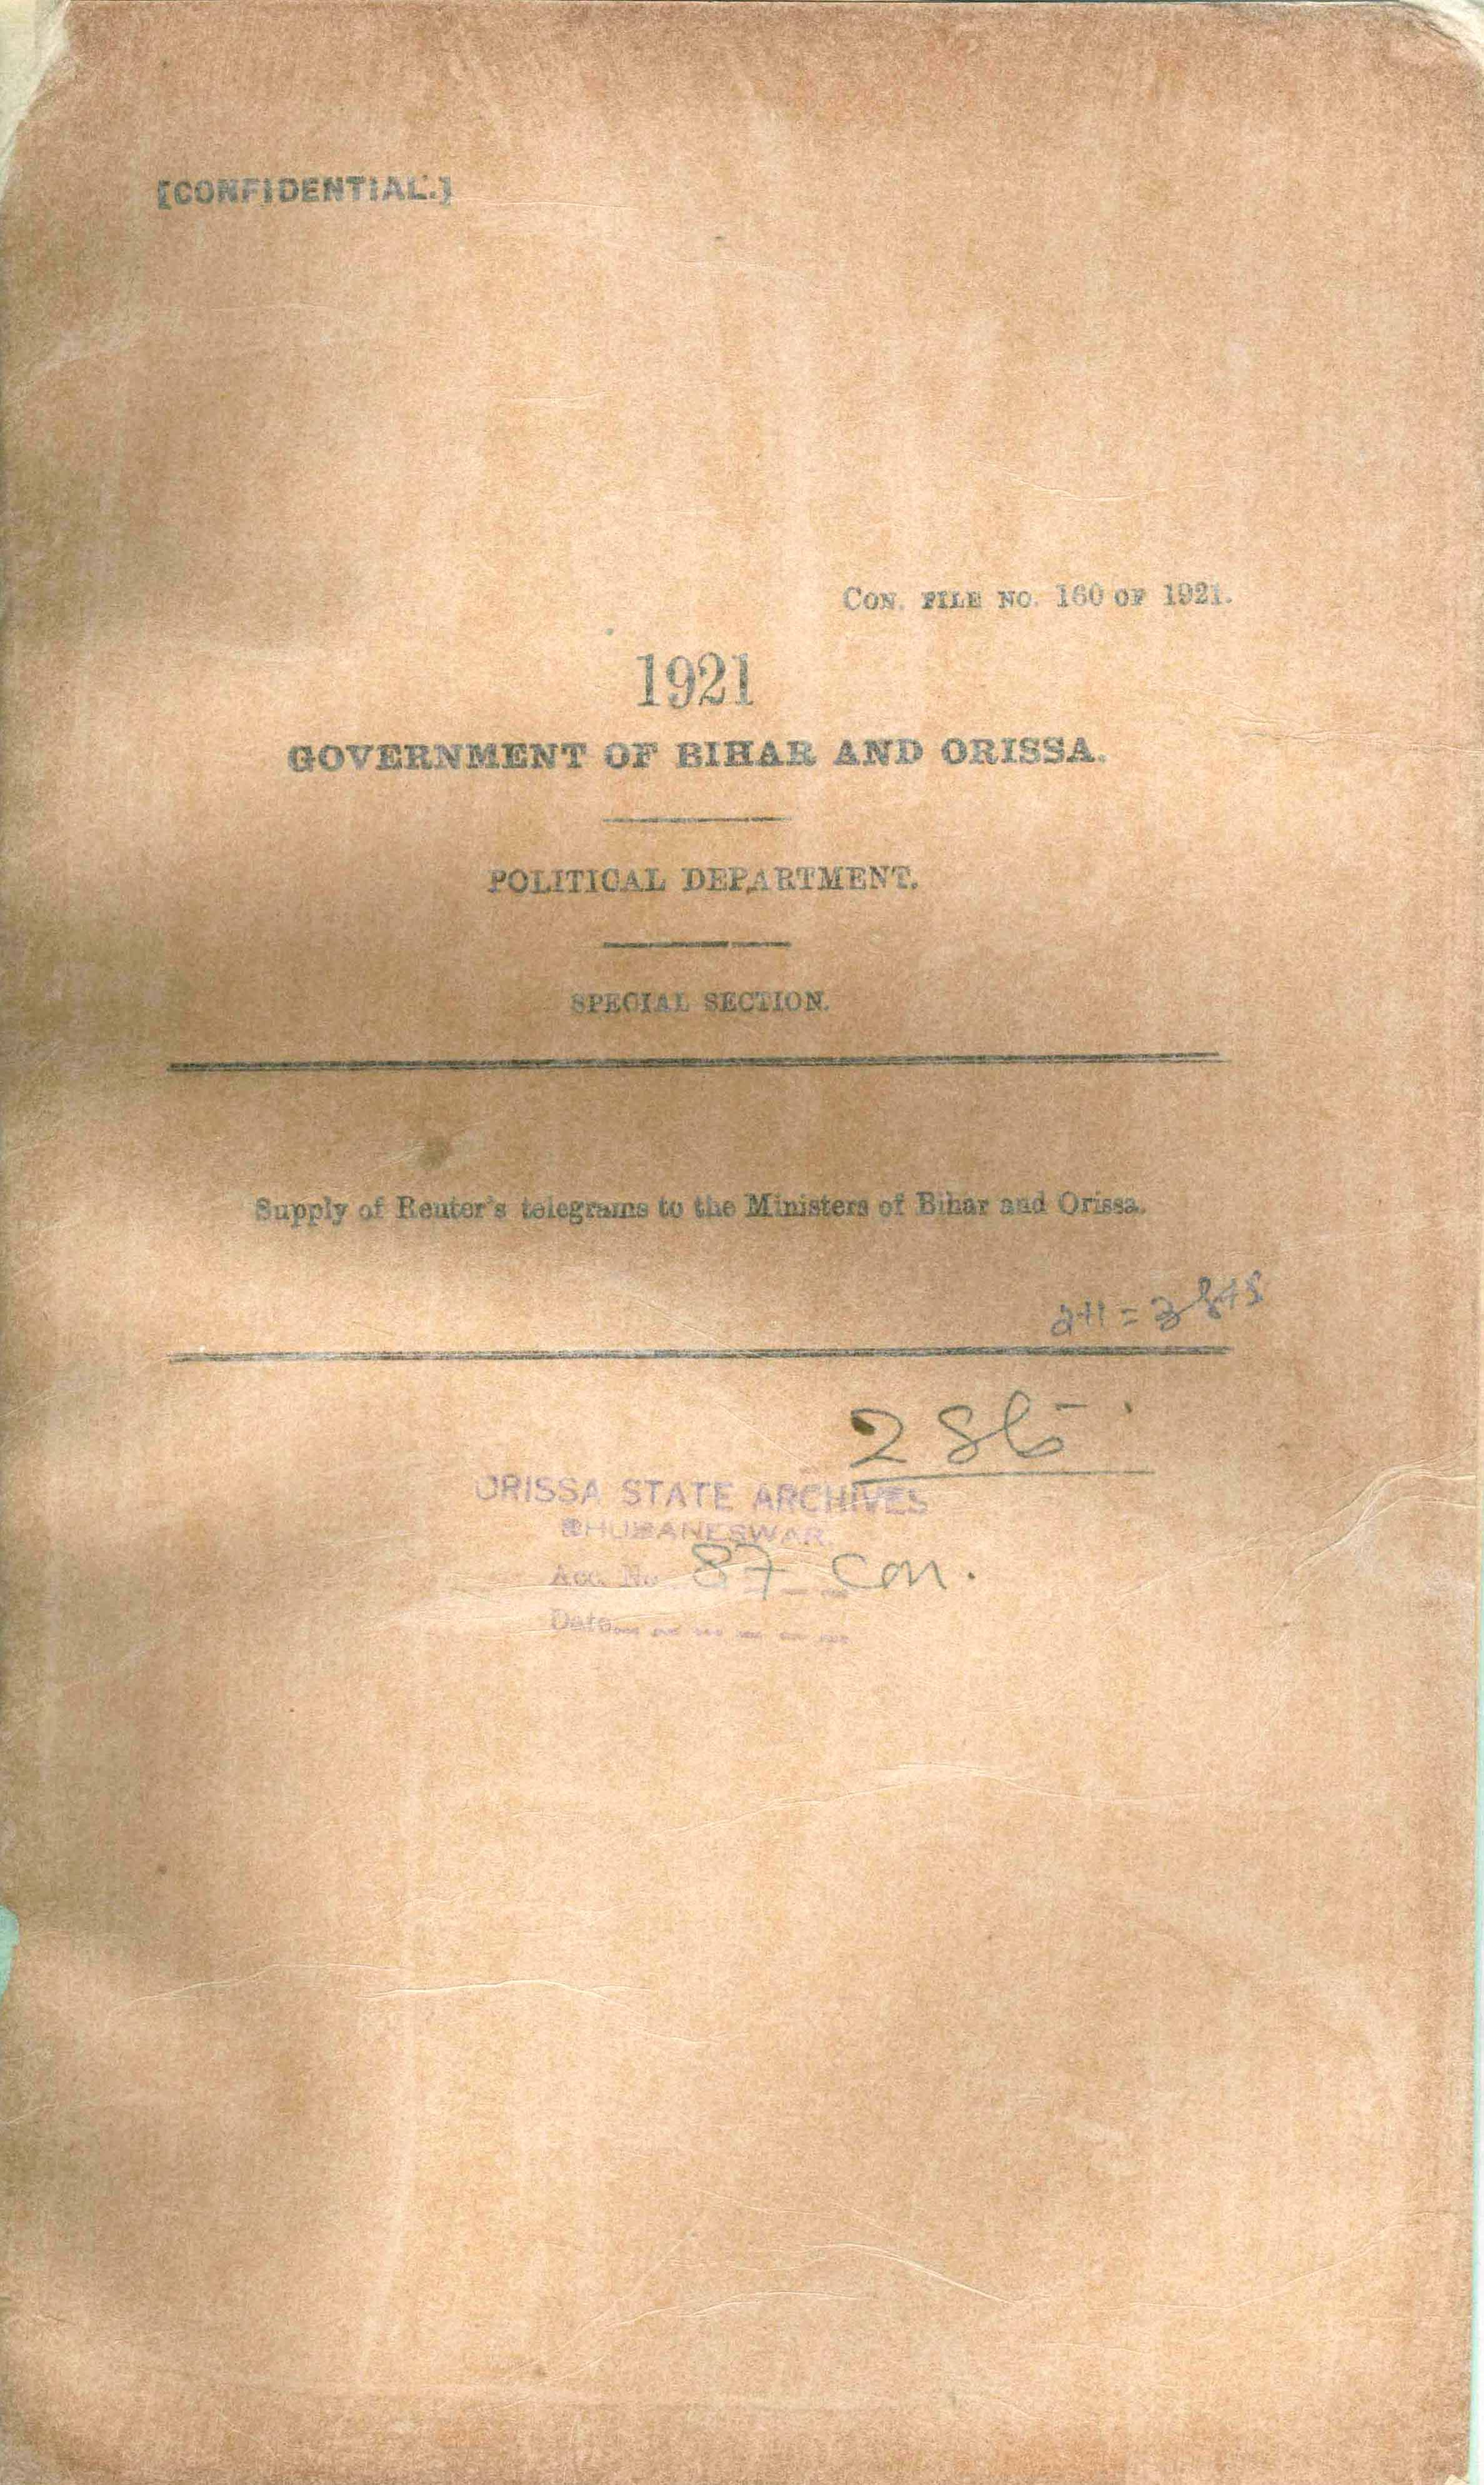 [CONFIDENTIAL.]
CON. FILE NO. 160 OF 1921.
1921
GOVERNMENT OF BIHAR AND ORISSA.
POLITICAL DEPARTMENT.
SPECIAL SECTION.
Supply of Reuter's telegrams to the Ministers of Bihar and Orissa.
ORISSA STATE ARCHIVES
BHUBANESWAR.
Acc. No. 87 Con.
Date